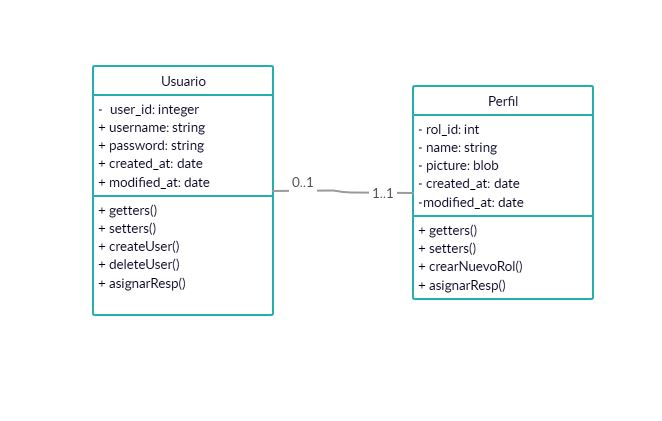 Usuario
- user_id: integer
+ username: string
+ password: string
+ created_at: date
+ modified_at: date
+ getters()
+ setters()
+ createUser()
+ deleteUser()
+ asignarResp()
0..1
1..1
Perfil
- rol_id: int
- name: string
- picture: blob
- created_at: date
-modified_at: date
+ getters()
+ setters()
+ crearNuevoRol()
+ asignarResp()